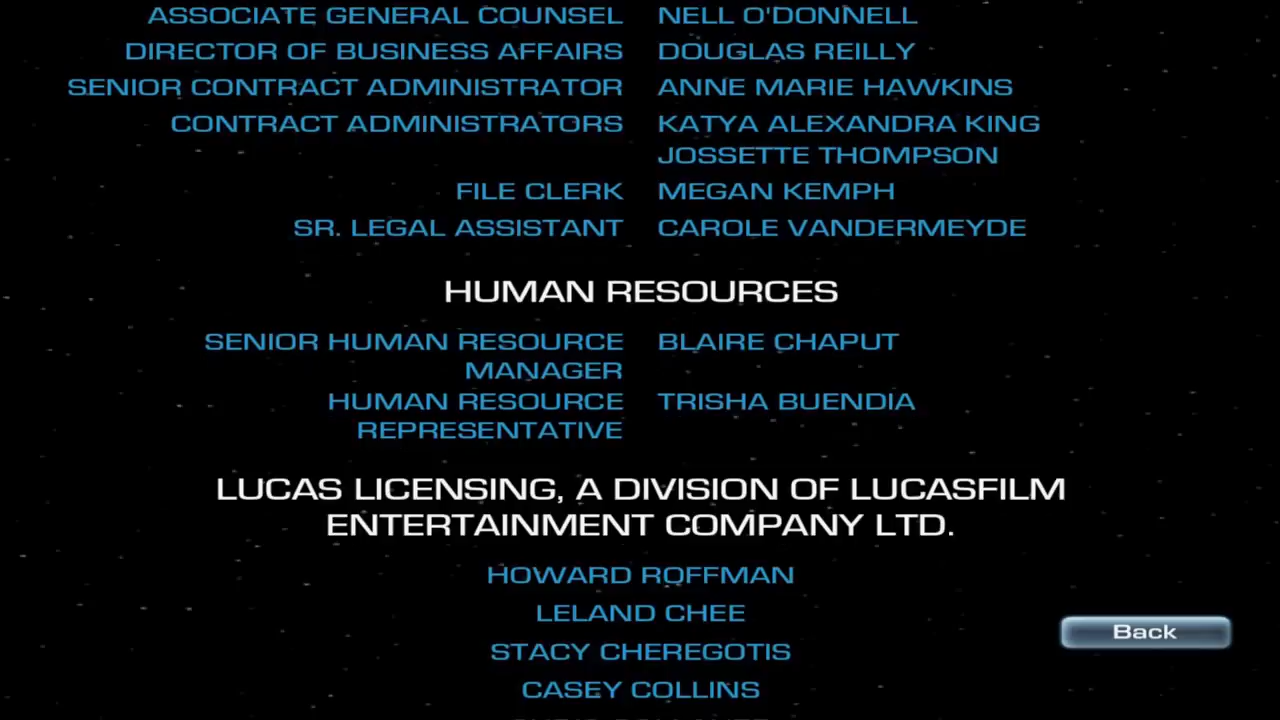 ASSOCIATE GENERAL COUNSEL NELL O'DONNELL
DIRECTOR OF BUSINESS AFFAIRS DOUGLAS REILLY
SENIOR CONTRACT ADMINISTRATOR ANNE MARIE HAWKINS
CONTRACT ADMINISTRATORS KATYA ALEXANDRA KING
JOSSETTE THOMPSON
FILE CLERK MEGAN KEMPH
SR. LEGAL ASSISTANT CAROLE VANDERMEYDE
HUMAN RESOURCES
SENIOR HUMAN RESOURCE BLAIRE CHAPUT
MANAGER
HUMAN RESOURCE TRISHA BUENDIA
REPRESENTATIVE
LUCAS LICENSING, A DIVISION OF LUCASFILM
ENTERTAINMENT COMPANY LTD.
HOWARD ROFFMAN
LELAND CHEE
STACY CHEREGOTIS
Back
CASEY COLLINS